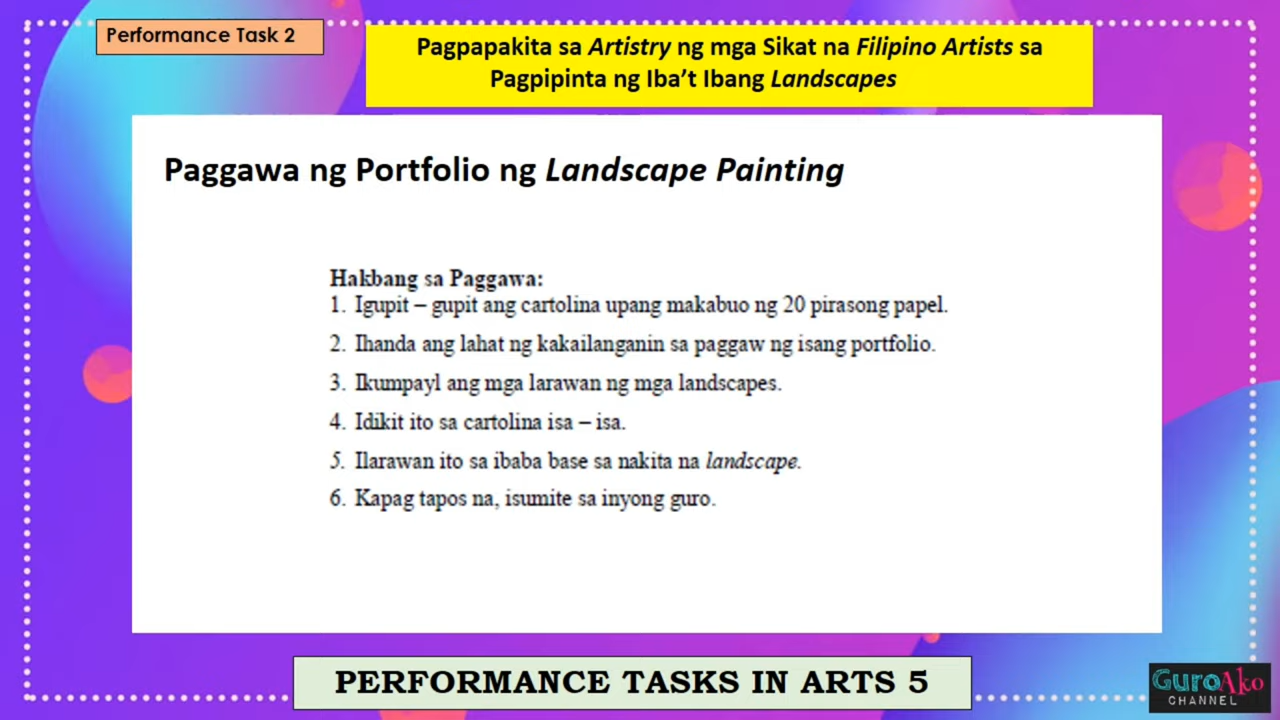 Performance Task 2
Pagpapakita sa Artistry ng mga Sikat na Filipino Artists sa
Pagpipinta ng Iba't Ibang Landscapes
Paggawa ng Portfolio ng Landscape Painting
Hakbang sa Paggawa:
1. Igupit – gupit ang cartolina upang makabuo ng 20 pirasong papel.
2. Ihanda ang lahat ng kakailanganin sa paggaw ng isang portfolio.
3. Ikumpayl ang mga larawan ng mga landscapes.
4. Idikit ito sa cartolina isa – isa.
5. Ilarawan ito sa ibaba base sa nakita na landscape.
6. Kapag tapos na, isumite sa inyong guro.
PERFORMANCE TASKS IN ARTS 5
GuroAko
CHANNEL